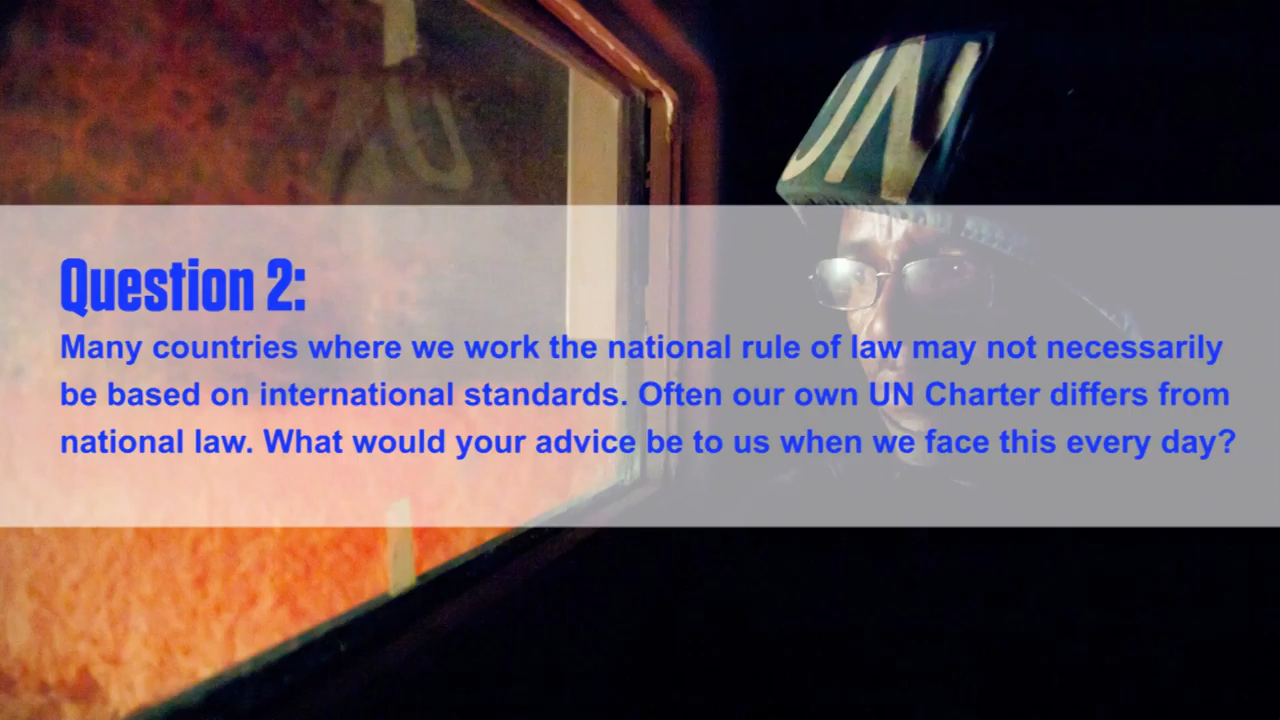 UN
Question 2:
Many countries where we work the national rule of law may not necessarily
be based on international standards. Often our own UN Charter differs from
national law. What would your advice be to us when we face this every day?